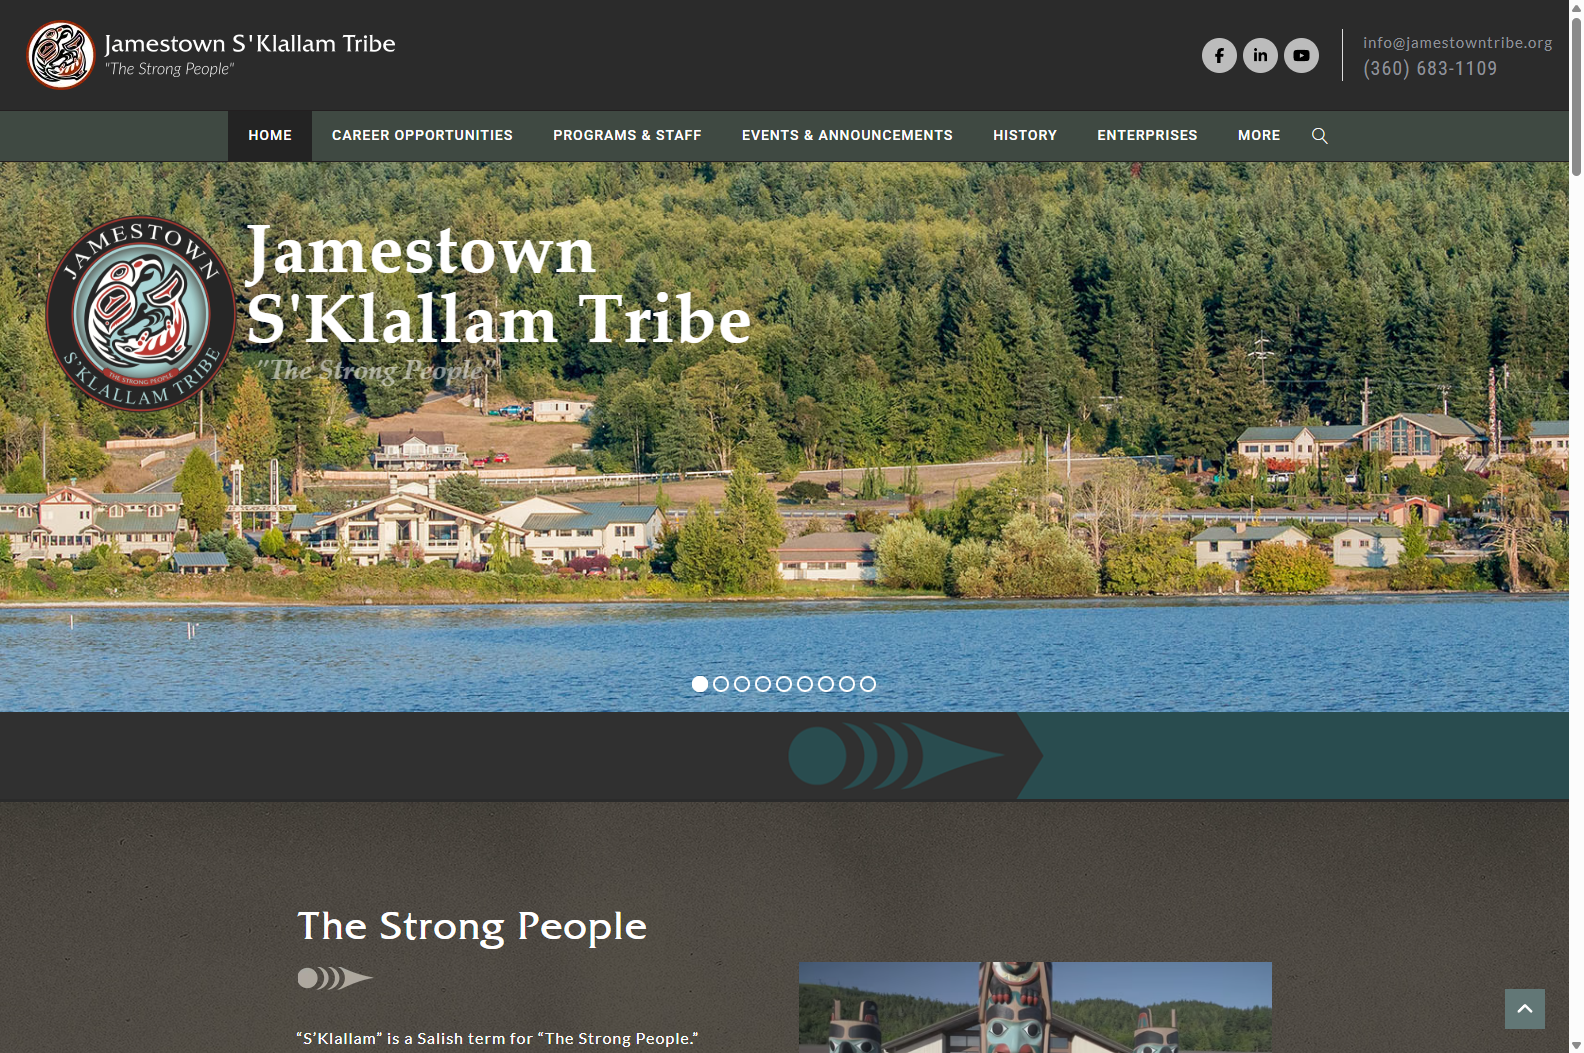 Jamestown S'Klallam Tribe
"The Strong People"
info@jamestowntribe.org
(360) 683-1109
HOME
CAREER OPPORTUNITIES
PROGRAMS & STAFF
EVENTS & ANNOUNCEMENTS
HISTORY
ENTERPRISES
MORE
JAMESTOWN
THE STRONG PEOPLE
S'KLALLAM TRIBE
Jamestown
S'Klallam Tribe
"The Strong People"
The Strong People
“S’Klallam” is a Salish term for “The Strong People.”